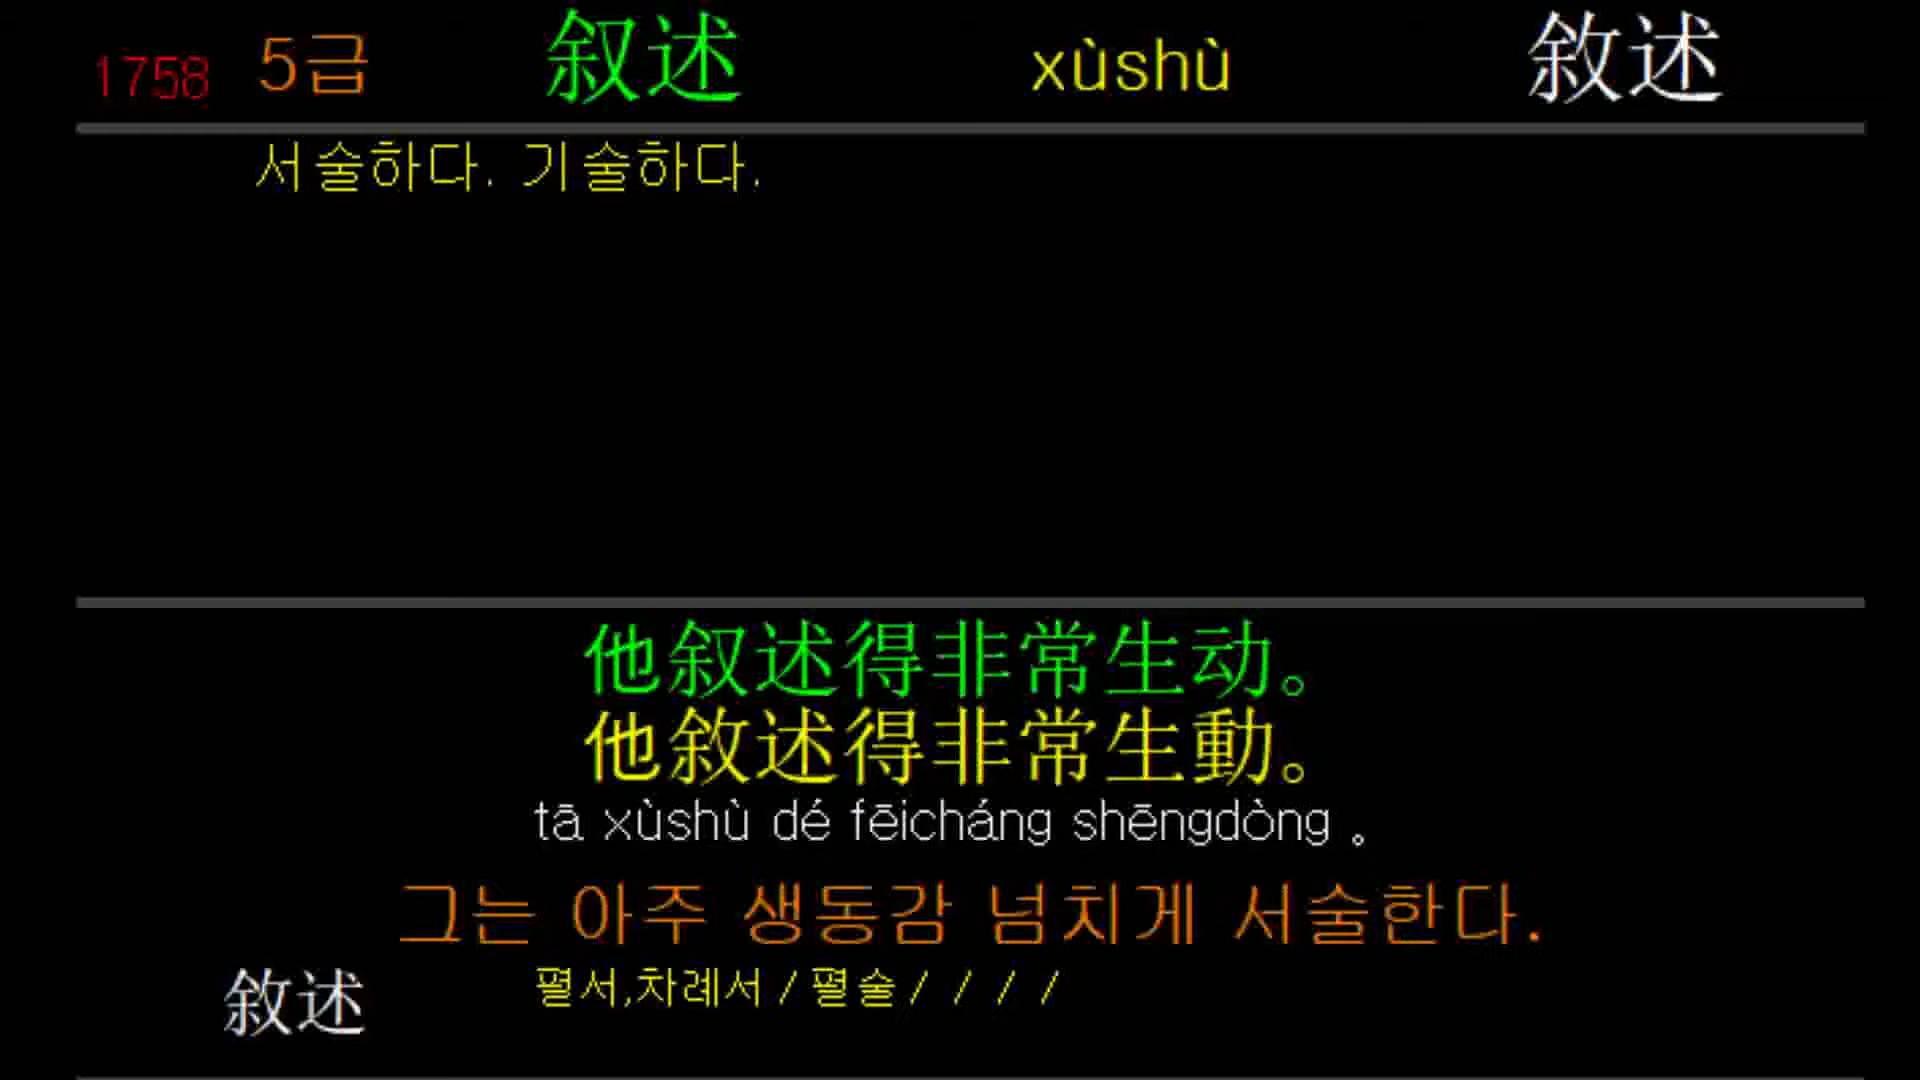 1758 5급 叙述 xùshù 敘述
서술하다. 기술하다.
他叙述得非常生动。
他敘述得非常生動。
tā xùshù dé fēicháng shēngdòng 。
그는 아주 생동감 넘치게 서술한다.
敘述 펼서,차례서 / 펼술 / / / /